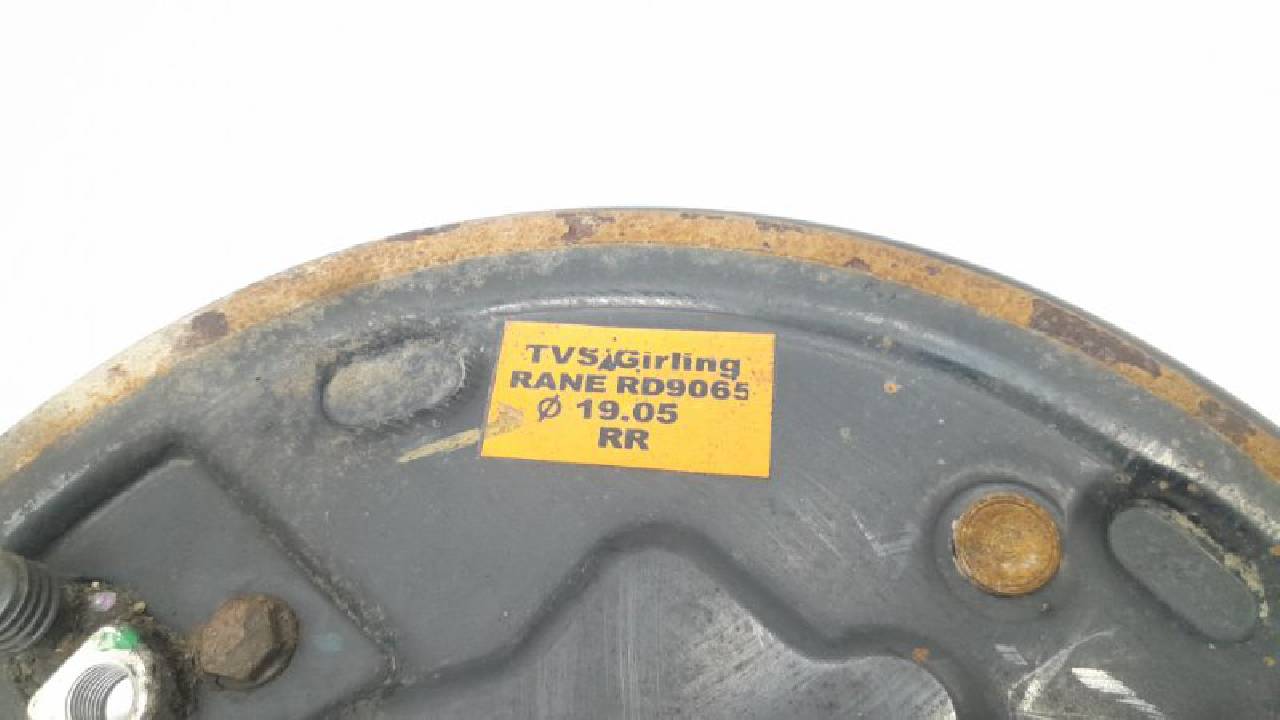 TVS Girling
RANE RD9065
Ø 19.05
RR